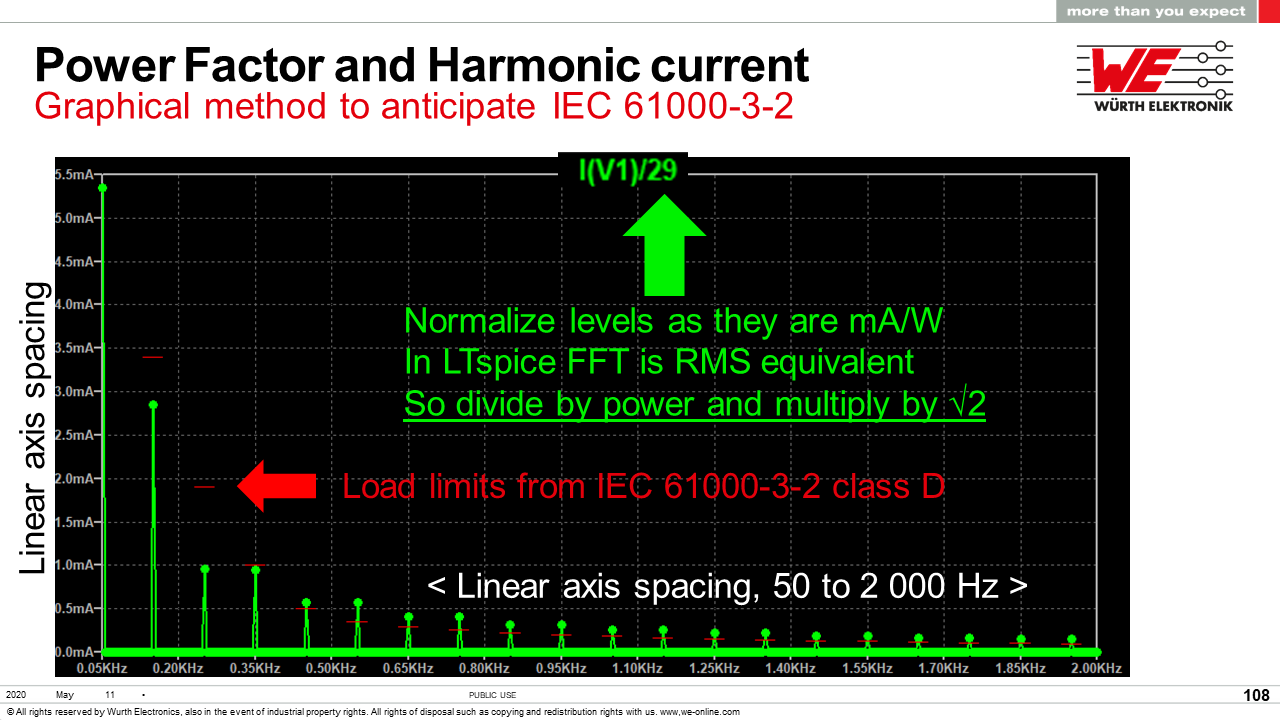 more than you expect
Power Factor and Harmonic current
Graphical method to anticipate IEC 61000-3-2
WE
WÜRTH ELEKTRONIK
I(V1)/29
5.5mA
5.0mA
4.5mA
4.0mA
3.5mA
3.0mA
2.5mA
2.0mA
1.5mA
1.0mA
0.5mA
0.0mA
Linear axis spacing
Normalize levels as they are mA/W
In LTspice FFT is RMS equivalent
So divide by power and multiply by √2
Load limits from IEC 61000-3-2 class D
< Linear axis spacing, 50 to 2 000 Hz >
0.05KHz 0.20KHz 0.35KHz 0.50KHz 0.65KHz 0.80KHz 0.95KHz 1.10KHz 1.25KHz 1.40KHz 1.55KHz 1.70KHz 1.85KHz 2.00KHz
2020 May 11 • PUBLIC USE 108
© All rights reserved by Wurth Electronics, also in the event of industrial property rights. All rights of disposal such as copying and redistribution rights with us. www,we-online.com